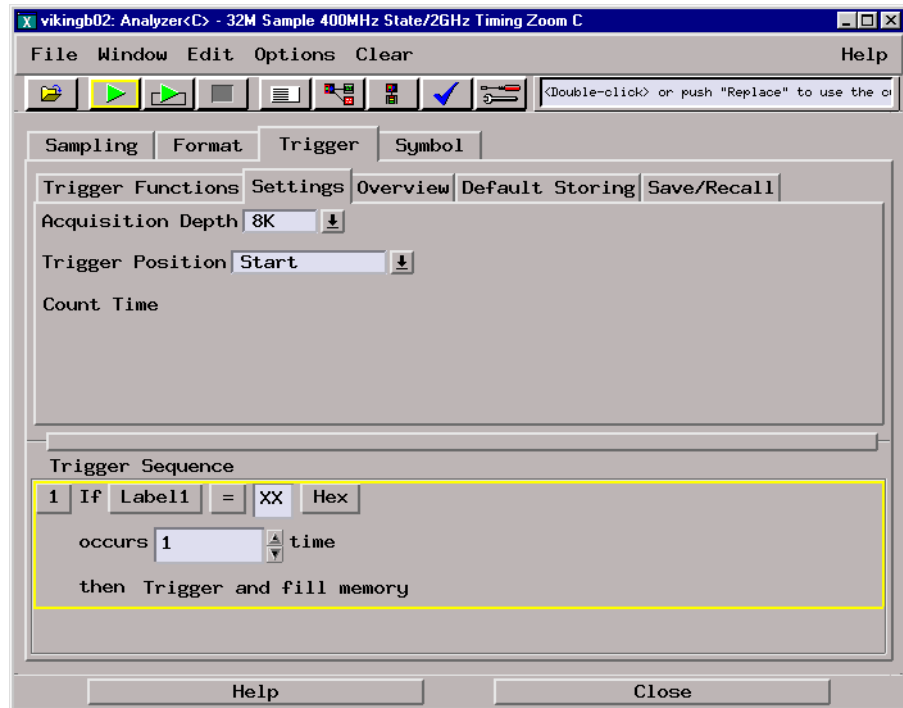 vikingb02: Analyzer<C> - 32M Sample 400MHz State/2GHz Timing Zoom C
File Window Edit Options Clear Help
<Double-click> or push "Replace" to use the
Sampling Format Trigger Symbol
Trigger Functions Settings Overview Default Storing Save/Recall
Acquisition Depth 8K
Trigger Position Start
Count Time
Trigger Sequence
1 If Label1 = XX Hex
occurs 1 time
then Trigger and fill memory
Help Close